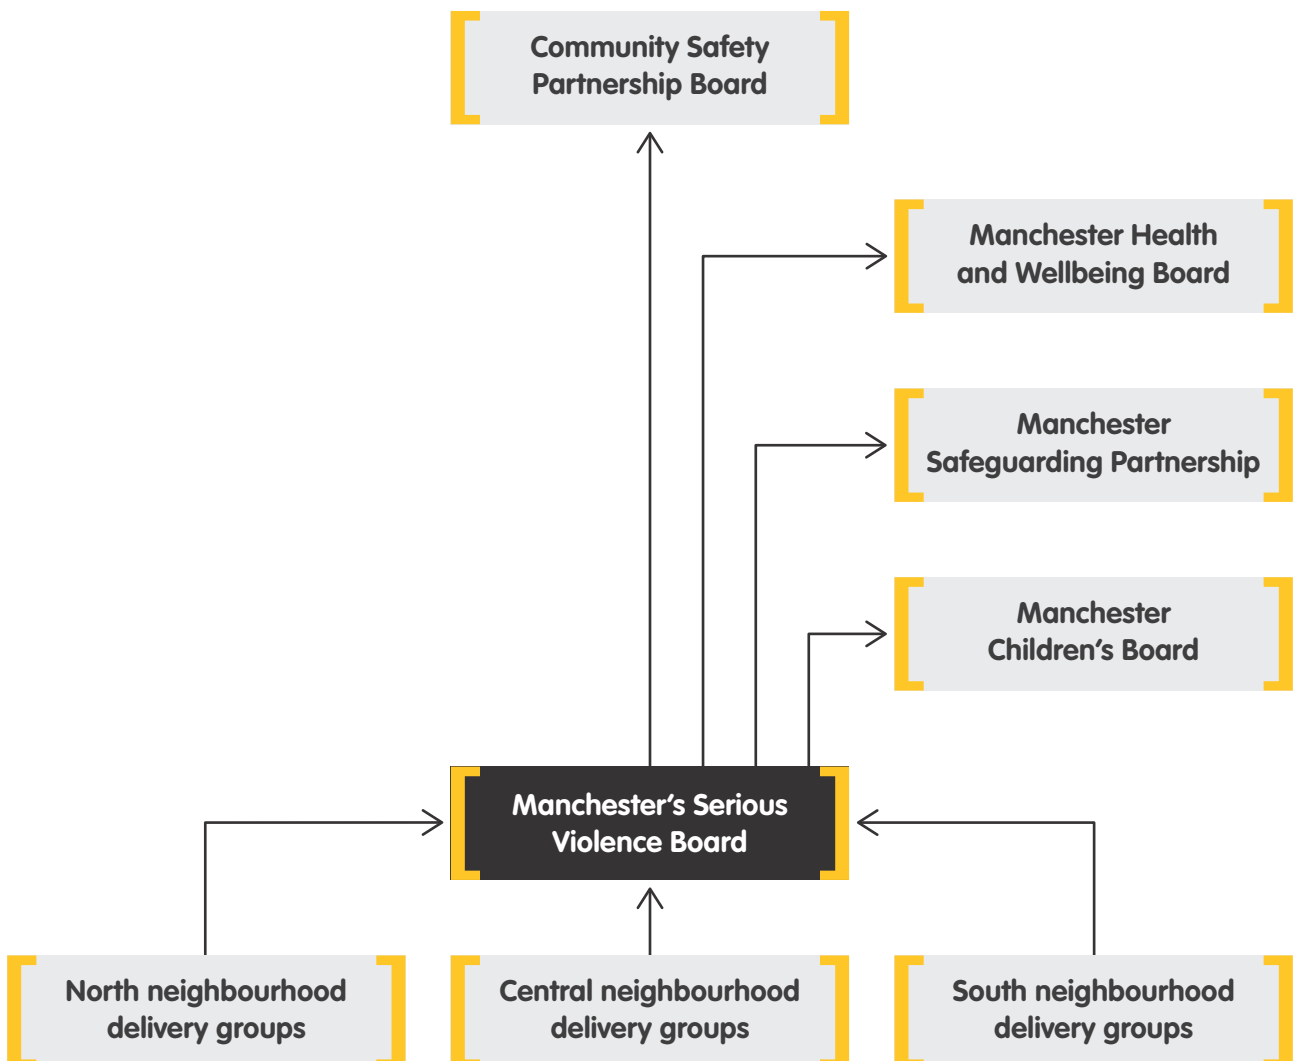 Community Safety
Partnership Board
Manchester Health
and Wellbeing Board
Manchester
Safeguarding Partnership
Manchester
Children’s Board
Manchester’s Serious
Violence Board
North neighbourhood
delivery groups
Central neighbourhood
delivery groups
South neighbourhood
delivery groups